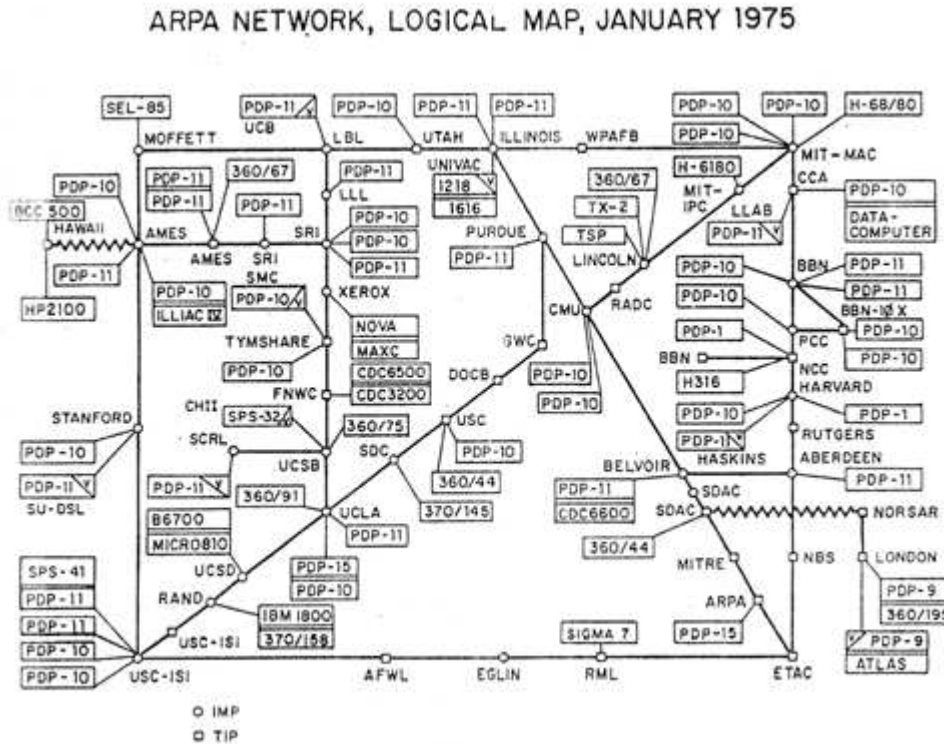 ARPA NETWORK, LOGICAL MAP, JANUARY 1975
SEL-85
PDP-11
UCB
PDP-10
PDP-11
PDP-11
PDP-10
PDP-10
PDP-10
H-68/80
MOFFETT
LBL
UTAH
ILLINOIS
WPAFB
MIT-MAC
PDP-10
PDP-11
PDP-11
360/67
PDP-11
PDP-11
LLL
UNIVAC
1218
1616
H-6180
360/67
MIT-
IPC
CCA
PDP-10
DATA-
COMPUTER
BCC 500
HAWAII
AMES
AMES
SRI
SRI
PDP-10
PDP-10
PDP-11
TX-2
TSP
LLAB
PDP-11
PURDUE
PDP-11
LINCOLN
PDP-11
HP2100
PDP-10
ILLIAC IV
SMC
PDP-10
XEROX
RADC
CMU
PDP-10
BBN
PDP-11
PDP-11
BBN-10X
PDP-10
PDP-10
PDP-10
PCC
TYMSHARE
PDP-10
NOVA
MAXC
GWC
PDP-10
PDP-10
PDP-1
BBN
H316
NCC
DOCB
FNWC
CDC6500
CDC3200
HARVARD
PDP-10
PDP-1
PDP-11
HASKINS
RUTGERS
STANFORD
PDP-10
PDP-11
SU-DSL
CHII
SPS-32
SCRL
PDP-11
UCSB
360/75
SDC
USC
PDP-10
360/44
370/145
BELVOIR
PDP-11
CDC6600
ABERDEEN
PDP-11
SDAC
SDAC
360/44
NORSAR
360/91
UCLA
PDP-11
B6700
MICRO810
UCSD
PDP-15
PDP-10
MITRE
NBS
LONDON
PDP-9
360/195
SPS-41
PDP-11
PDP-11
PDP-10
PDP-10
RAND
IBM 1800
370/158
USC-ISI
ARPA
PDP-15
SIGMA 7
PDP-9
ATLAS
USC-ISI
AFWL
EGLIN
RML
ETAC
IMP
TIP